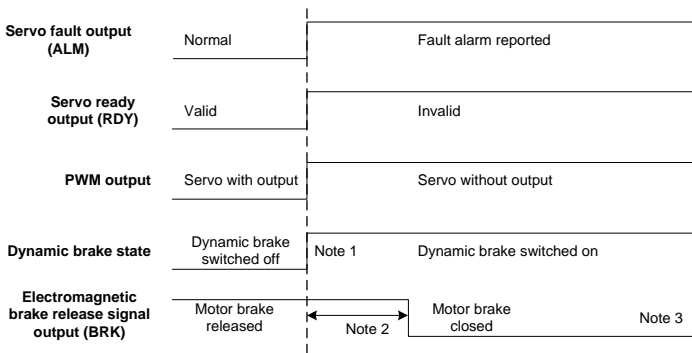 Servo fault output
(ALM)
Normal
Fault alarm reported
Servo ready
output (RDY)
Valid
Invalid
PWM output
Servo with output
Servo without output
Dynamic brake state
Dynamic brake
switched off
Note 1
Dynamic brake switched on
Electromagnetic
brake release signal
output (BRK)
Motor brake
released
Note 2
Motor brake
closed
Note 3